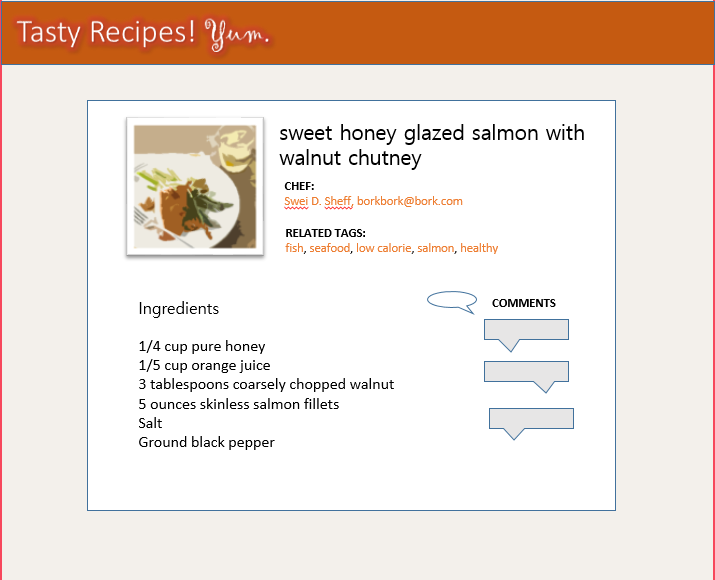 Tasty Recipes! Yum.
sweet honey glazed salmon with
walnut chutney
CHEF:
Swei D. Sheff, borkbork@bork.com
RELATED TAGS:
fish, seafood, low calorie, salmon, healthy
Ingredients
COMMENTS
1/4 cup pure honey
1/5 cup orange juice
3 tablespoons coarsely chopped walnut
5 ounces skinless salmon fillets
Salt
Ground black pepper